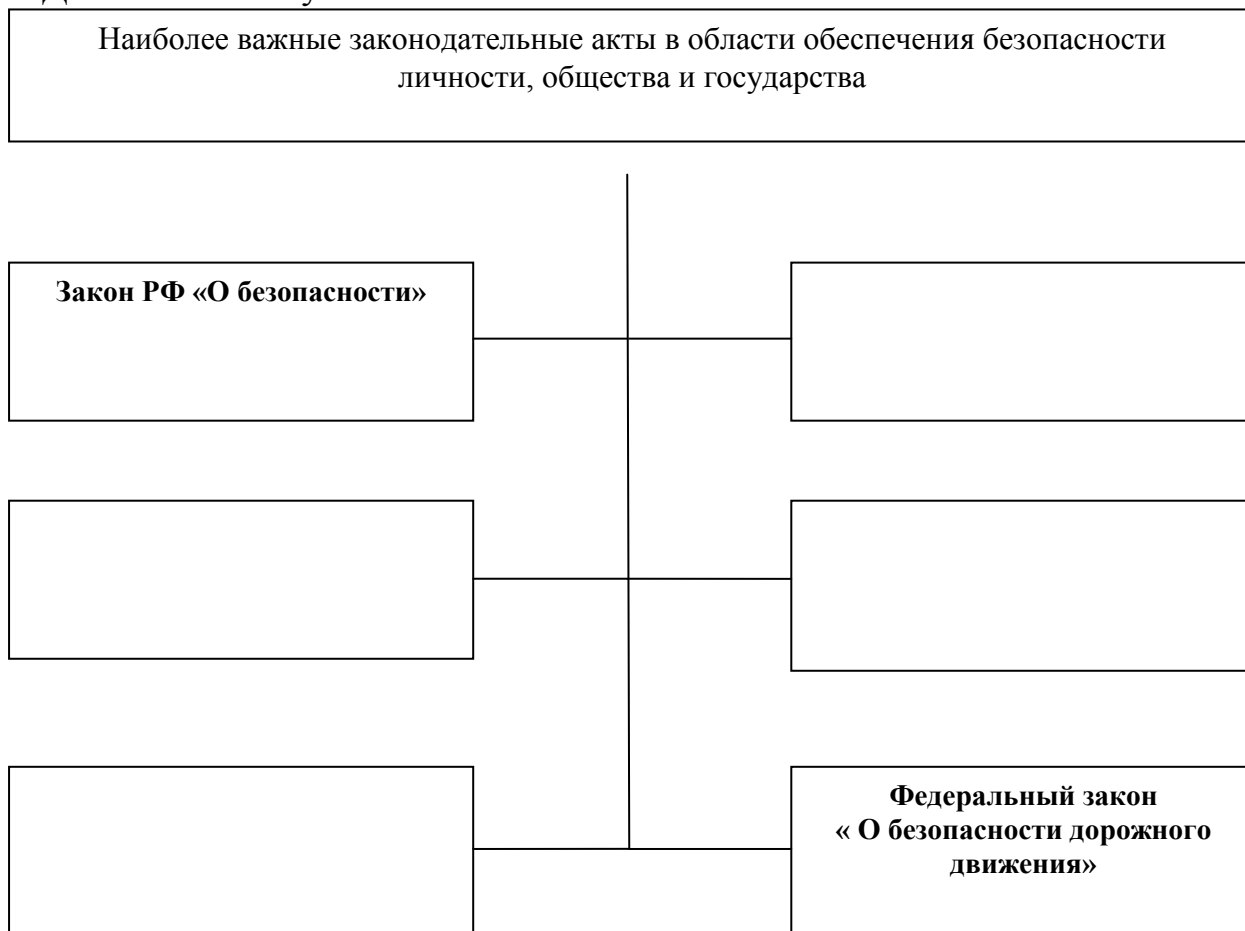 Наиболее важные законодательные акты в области обеспечения безопасности
личности, общества и государства
Закон РФ «О безопасности»
Федеральный закон
« О безопасности дорожного
движения»